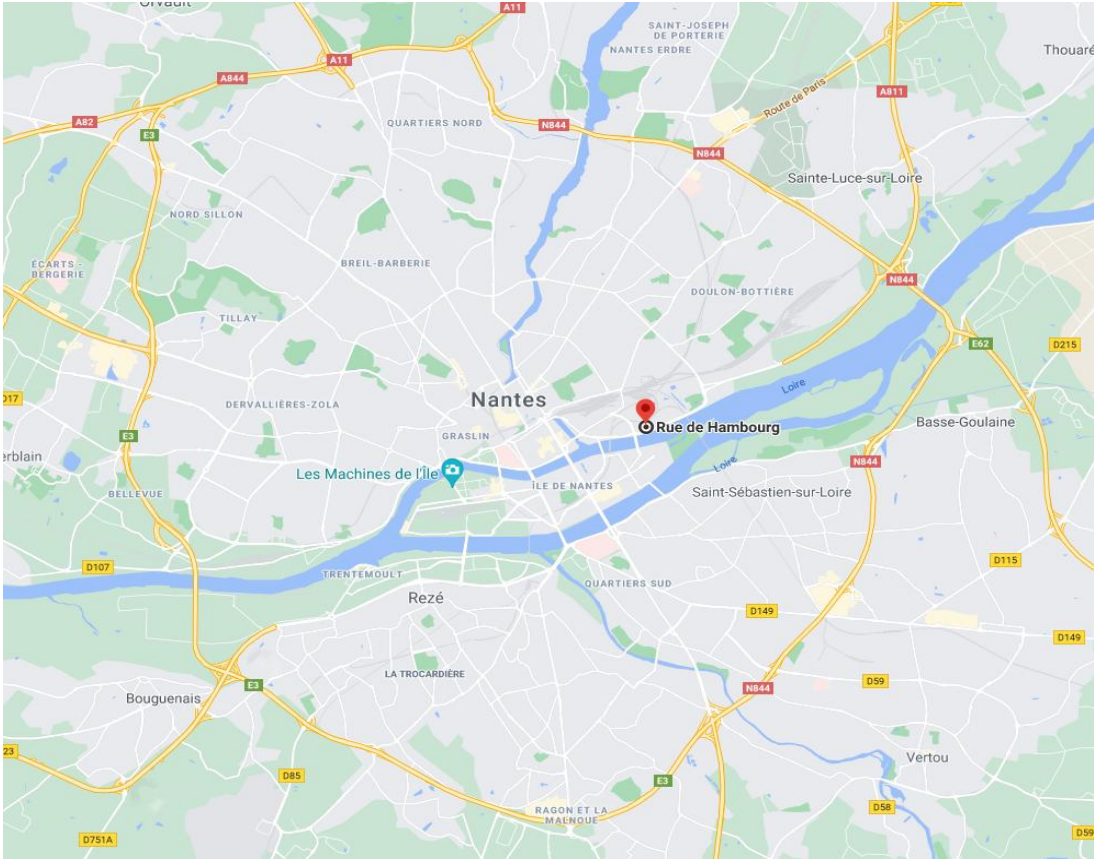 Orvault
A11
SAINT-JOSEPH
DE PORTERIE
NANTES ERDRE
Thouaré
A11
A844
A811
Route de Paris
A82
E3
QUARTIERS NORD
N844
N844
Sainte-Luce-sur-Loire
NORD SILLON
ÉCARTS -
BERGERIE
BREIL-BARBERIE
N844
DOULON-BOTTIÈRE
TILLAY
E62
D215
Loire
D17
Nantes
DERVALLIÈRES-ZOLA
Rue de Hambourg
Basse-Goulaine
E3
GRASLIN
erblain
N844
Loire
Les Machines de l'Île
ÎLE DE NANTES
BELLEVUE
Saint-Sébastien-sur-Loire
D107
TRENTEMOULT
D115
QUARTIERS SUD
Rezé
D149
D149
LA TROCARDIÈRE
D59
E3
N844
Bouguenais
23
Vertou
D85
E3
RAGON ET LA
MALNOUE
D58
D751A
D59